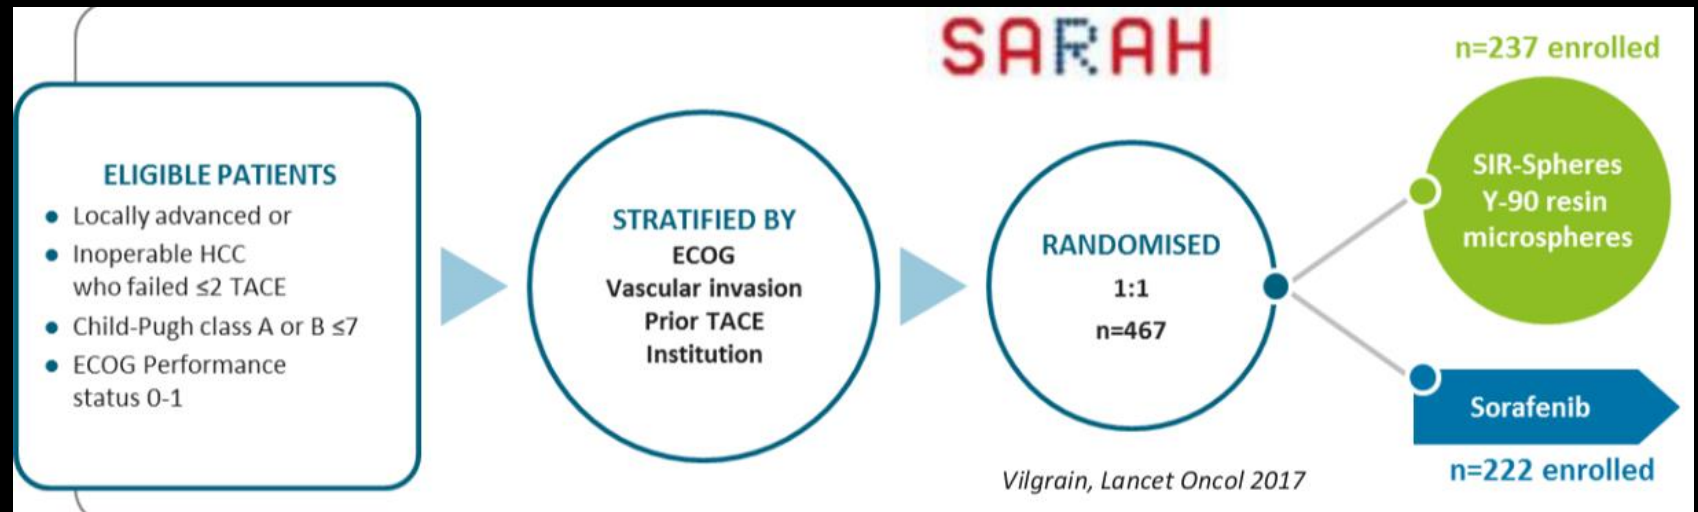 SARAH
ELIGIBLE PATIENTS
● Locally advanced or
● Inoperable HCC
who failed ≤2 TACE
● Child-Pugh class A or B ≤7
● ECOG Performance
status 0-1
STRATIFIED BY
ECOG
Vascular invasion
Prior TACE
Institution
RANDOMISED
1:1
n=467
n=237 enrolled
SIR-Spheres
Y-90 resin
microspheres
Sorafenib
n=222 enrolled
Vilgrain, Lancet Oncol 2017